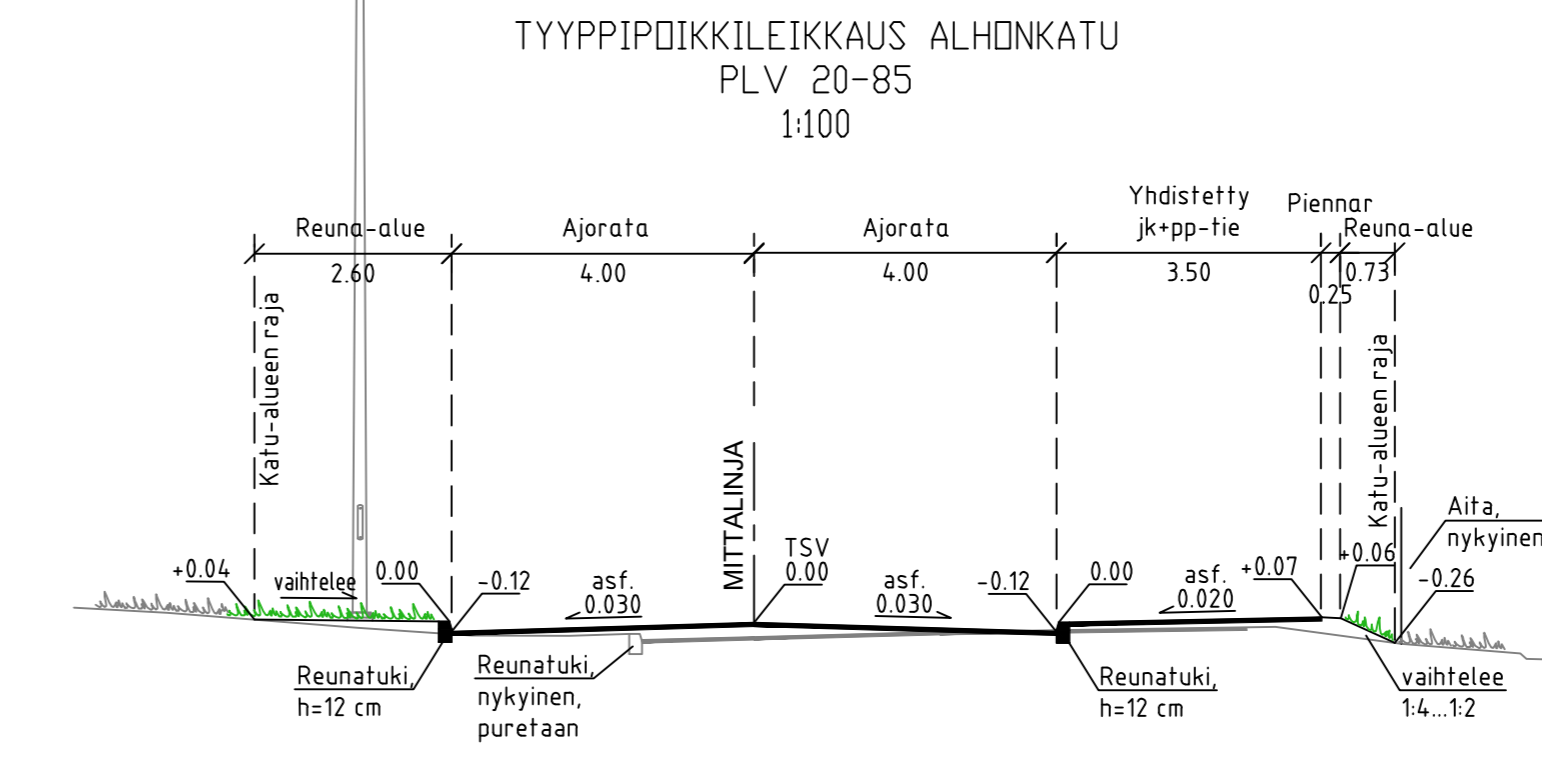 TYYPPIPOIKKILEIKKAUS ALHONKATU
PLV 20-85
1:100
Reuna-alue
Ajorata
Ajorata
Yhdistetty
jk+pp-tie
Piennar
Reuna-alue
2.60
4.00
4.00
3.50
0.25
0.73
Katu-alueen raja
MITTALINJA
Katu-alueen raja
Aita,
nykyinen
+0.04
vaihtelee
0.00
-0.12
asf.
0.030
TSV
0.00
asf.
0.030
-0.12
0.00
asf.
0.020
+0.07
+0.06
-0.26
Reunatuki,
h=12 cm
Reunatuki,
nykyinen,
puretaan
Reunatuki,
h=12 cm
vaihtelee
1:4...1:2